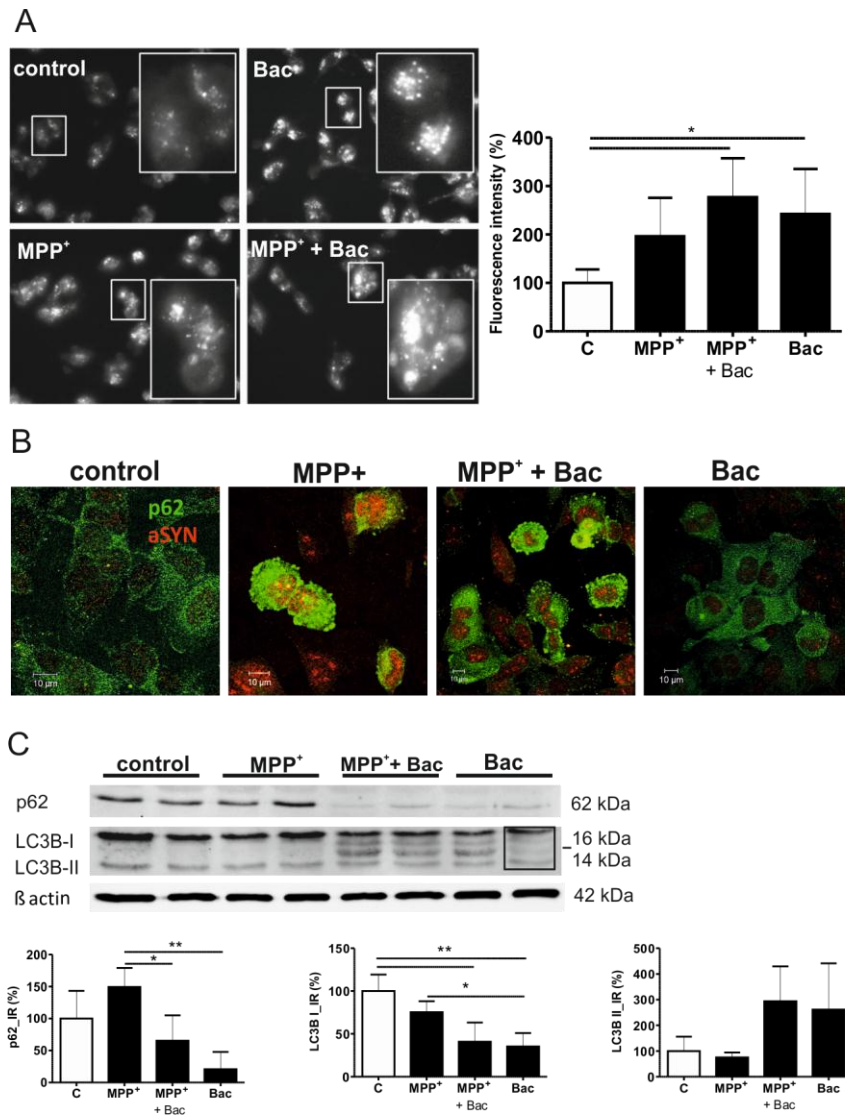 A
control
Bac
MPP⁺
MPP⁺ + Bac
Fluorescence intensity (%)
400
300
200
100
0
*
C
MPP⁺
MPP⁺
+ Bac
Bac
B
control
MPP+
MPP⁺ + Bac
Bac
p62
aSYN
10 µm
10 µm
10 µm
10 µm
C
control
MPP⁺
MPP⁺+ Bac
Bac
p62
62 kDa
LC3B-I
16 kDa
LC3B-II
14 kDa
ß actin
42 kDa
p62_IR (%)
200
150
100
50
0
**
*
C
MPP⁺
MPP⁺
+ Bac
Bac
LC3B I_IR (%)
150
100
50
0
**
*
C
MPP⁺
MPP⁺
+ Bac
Bac
LC3B II_IR (%)
500
400
300
200
100
0
C
MPP⁺
MPP⁺
+ Bac
Bac